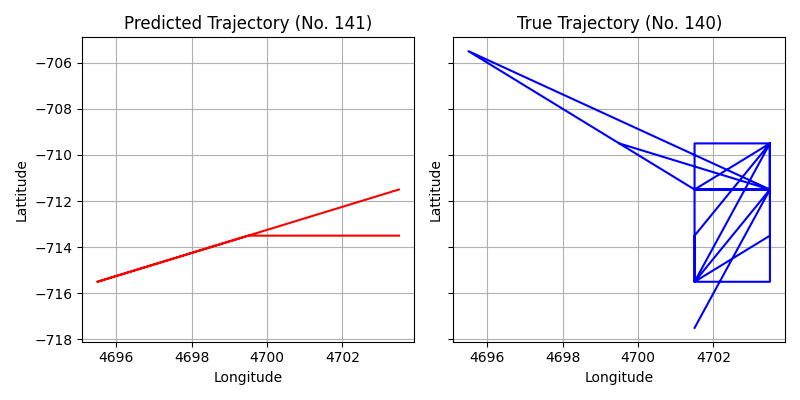 Predicted Trajectory (No. 141)
True Trajectory (No. 140)
−706
−708
−710
−712
−714
−716
−718
Lattitude
Lattitude
4696
4698
4700
4702
4696
4698
4700
4702
Longitude
Longitude